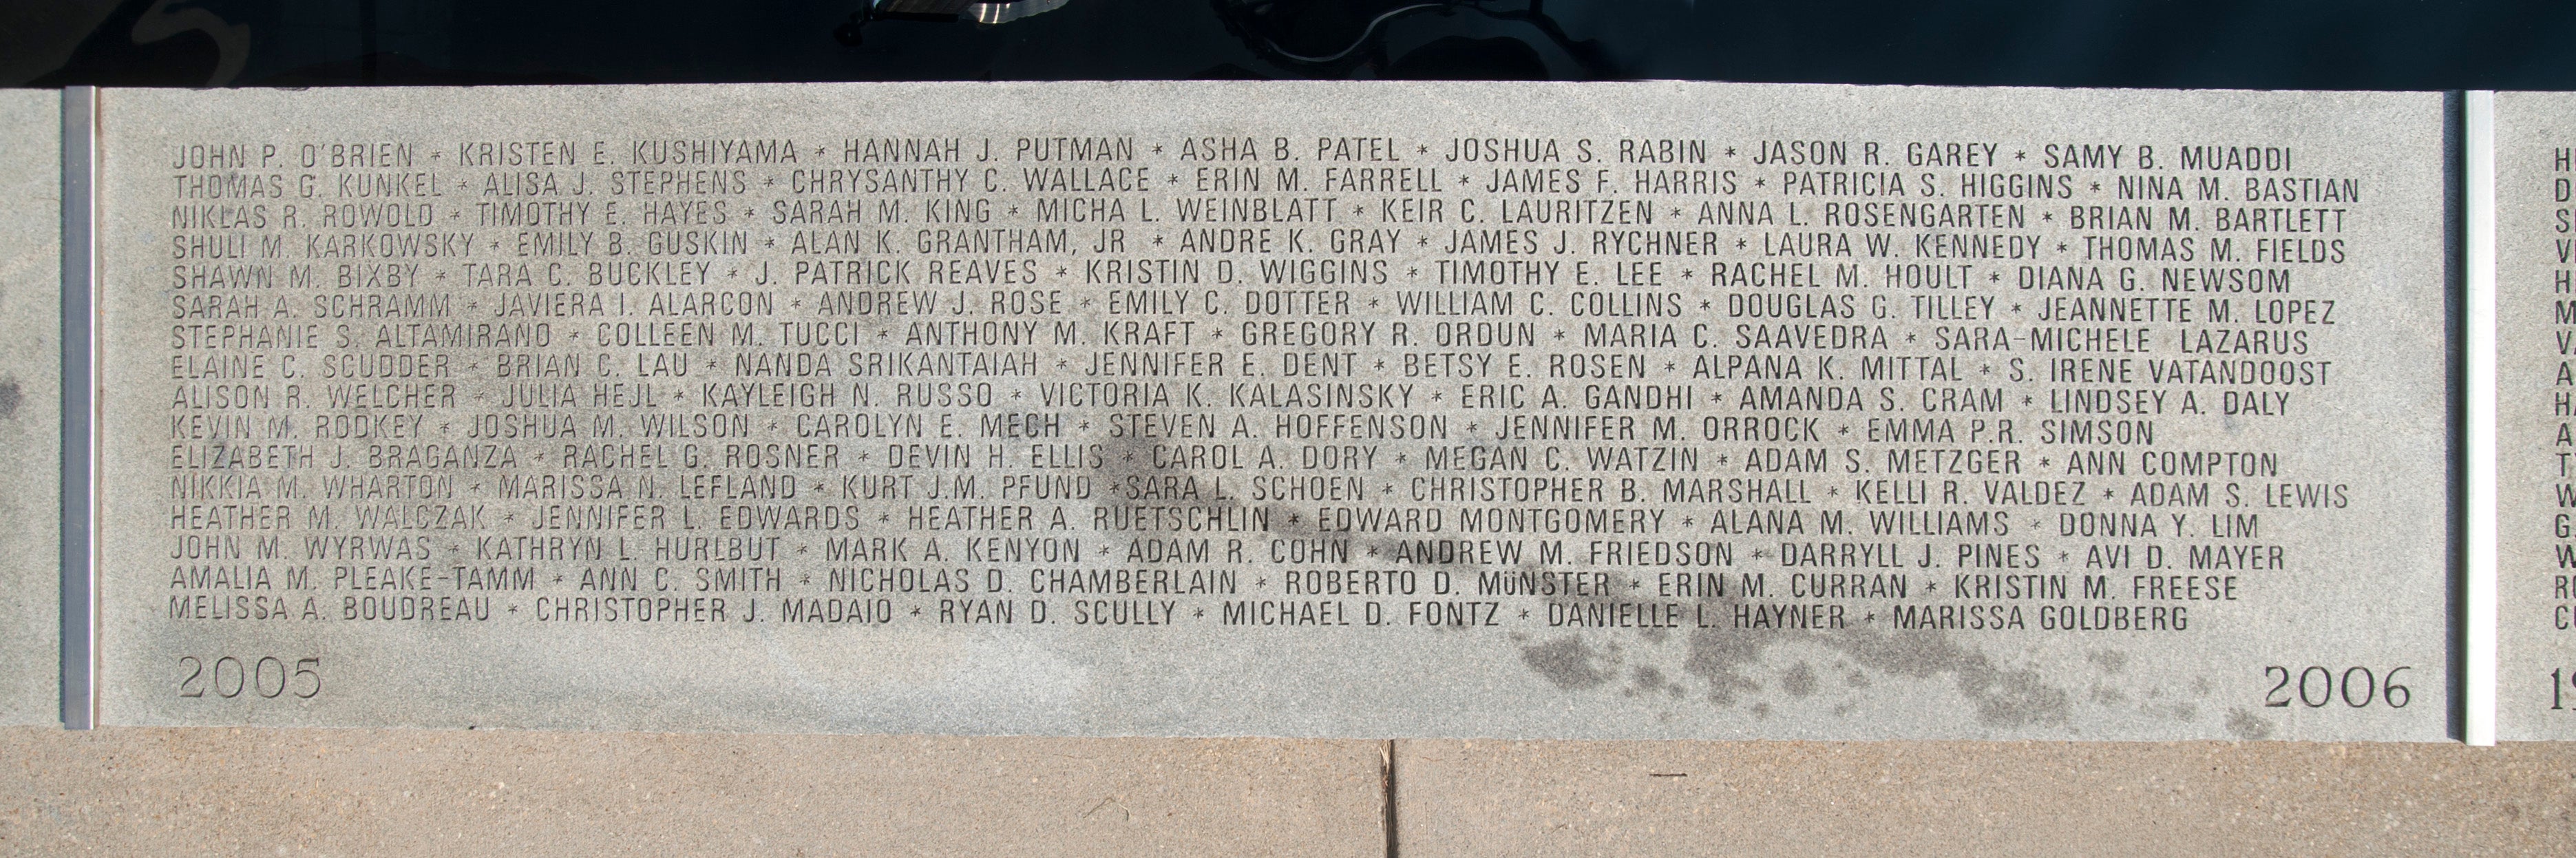 JOHN P. O'BRIEN * KRISTEN E. KUSHIYAMA * HANNAH J. PUTMAN * ASHA B. PATEL * JOSHUA S. RABIN * JASON R. GAREY * SAMY B. MUADDI
THOMAS G. KUNKEL * ALISA J. STEPHENS * CHRYSANTHY C. WALLACE * ERIN M. FARRELL * JAMES F. HARRIS * PATRICIA S. HIGGINS * NINA M. BASTIAN
NIKLAS R. ROWOLD * TIMOTHY E. HAYES * SARAH M. KING * MICHA L. WEINBLATT * KEIR C. LAURITZEN * ANNA L. ROSENGARTEN * BRIAN M. BARTLETT
SHULI M. KARKOWSKY * EMILY B. GUSKIN * ALAN K. GRANTHAM, JR * ANDRE K. GRAY * JAMES J. RYCHNER * LAURA W. KENNEDY * THOMAS M. FIELDS
SHAWN M. BIXBY * TARA C. BUCKLEY * J. PATRICK REAVES * KRISTIN D. WIGGINS * TIMOTHY E. LEE * RACHEL M. HOULT * DIANA G. NEWSOM
SARAH A. SCHRAMM * JAVIERA I. ALARCON * ANDREW J. ROSE * EMILY C. DOTTER * WILLIAM C. COLLINS * DOUGLAS G. TILLEY * JEANNETTE M. LOPEZ
STEPHANIE S. ALTAMIRANO * COLLEEN M. TUCCI * ANTHONY M. KRAFT * GREGORY R. ORDUN * MARIA C. SAAVEDRA * SARA-MICHELE LAZARUS
ELAINE C. SCUDDER * BRIAN C. LAU * NANDA SRIKANTAIAH * JENNIFER E. DENT * BETSY E. ROSEN * ALPANA K. MITTAL * S. IRENE VATANDOOST
ALISON R. WELCHER * JULIA HEJL * KAYLEIGH N. RUSSO * VICTORIA K. KALASINSKY * ERIC A. GANDHI * AMANDA S. CRAM * LINDSEY A. DALY
KEVIN M. RODKEY * JOSHUA M. WILSON * CAROLYN E. MECH * STEVEN A. HOFFENSON * JENNIFER M. ORROCK * EMMA P.R. SIMSON
ELIZABETH J. BRAGANZA * RACHEL G. ROSNER * DEVIN H. ELLIS * CAROL A. DORY * MEGAN C. WATZIN * ADAM S. METZGER * ANN COMPTON
NIKKIA M. WHARTON * MARISSA N. LEFLAND * KURT J.M. PFUND * SARA L. SCHOEN * CHRISTOPHER B. MARSHALL * KELLI R. VALDEZ * ADAM S. LEWIS
HEATHER M. WALCZAK * JENNIFER L. EDWARDS * HEATHER A. RUETSCHLIN * EDWARD MONTGOMERY * ALANA M. WILLIAMS * DONNA Y. LIM
JOHN M. WYRWAS * KATHRYN L. HURLBUT * MARK A. KENYON * ADAM R. COHN * ANDREW M. FRIEDSON * DARRYLL J. PINES * AVI D. MAYER
AMALIA M. PLEAKE-TAMM * ANN C. SMITH * NICHOLAS D. CHAMBERLAIN * ROBERTO D. MÜNSTER * ERIN M. CURRAN * KRISTIN M. FREESE
MELISSA A. BOUDREAU * CHRISTOPHER J. MADAIO * RYAN D. SCULLY * MICHAEL D. FONTZ * DANIELLE L. HAYNER * MARISSA GOLDBERG
2005 2006